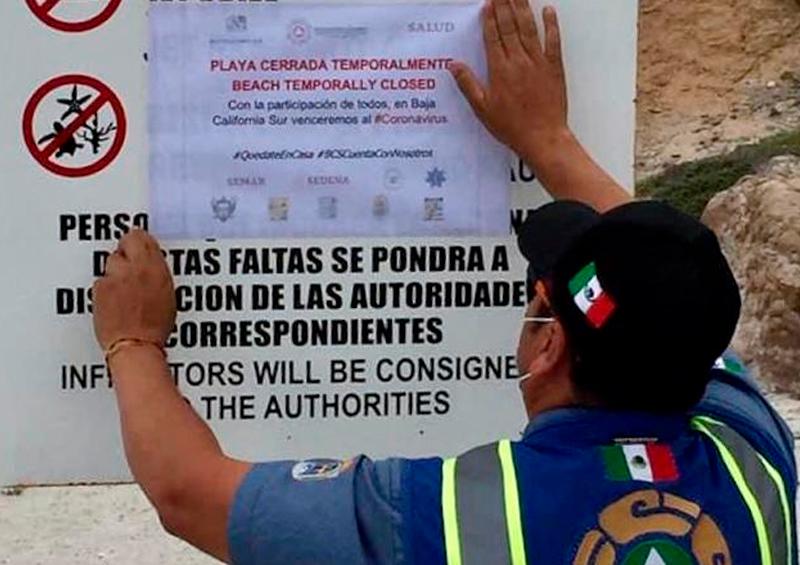 SALUD
PLAYA CERRADA TEMPORALMENTE
BEACH TEMPORALLY CLOSED
Con la participación de todos, en Baja
California Sur venceremos al #Coronavirus
#QuedateEnCasa #BCSCuentaConNosotros
SEMAR SEDENA
PERSO
TAS FALTAS SE PONDRA A
DIS CION DE LAS AUTORIDADE
CORRESPONDIENTES
INF TORS WILL BE CONSIGNE
THE AUTHORITIES